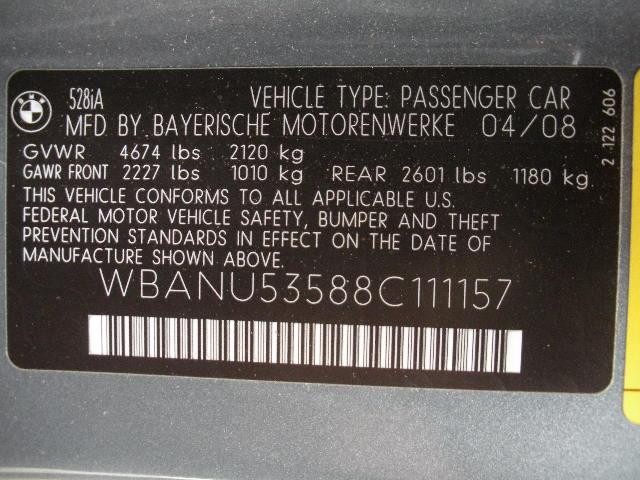 528iA VEHICLE TYPE: PASSENGER CAR
MFD BY BAYERISCHE MOTORENWERKE 04/08
GVWR 4674 lbs 2120 kg
GAWR FRONT 2227 lbs 1010 kg REAR 2601 lbs 1180 kg
THIS VEHICLE CONFORMS TO ALL APPLICABLE U.S.
FEDERAL MOTOR VEHICLE SAFETY, BUMPER AND THEFT
PREVENTION STANDARDS IN EFFECT ON THE DATE OF
MANUFACTURE SHOWN ABOVE.
WBANU53588C111157
2 122 606
BMW